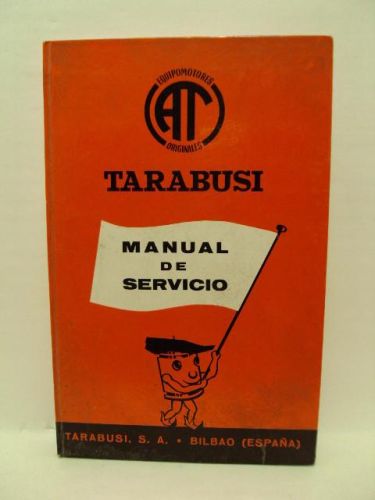 EQUIPOMOTORES
AT
ORIGINALES
TARABUSI
MANUAL
DE
SERVICIO
TARABUSI, S. A. • BILBAO (ESPAÑA)